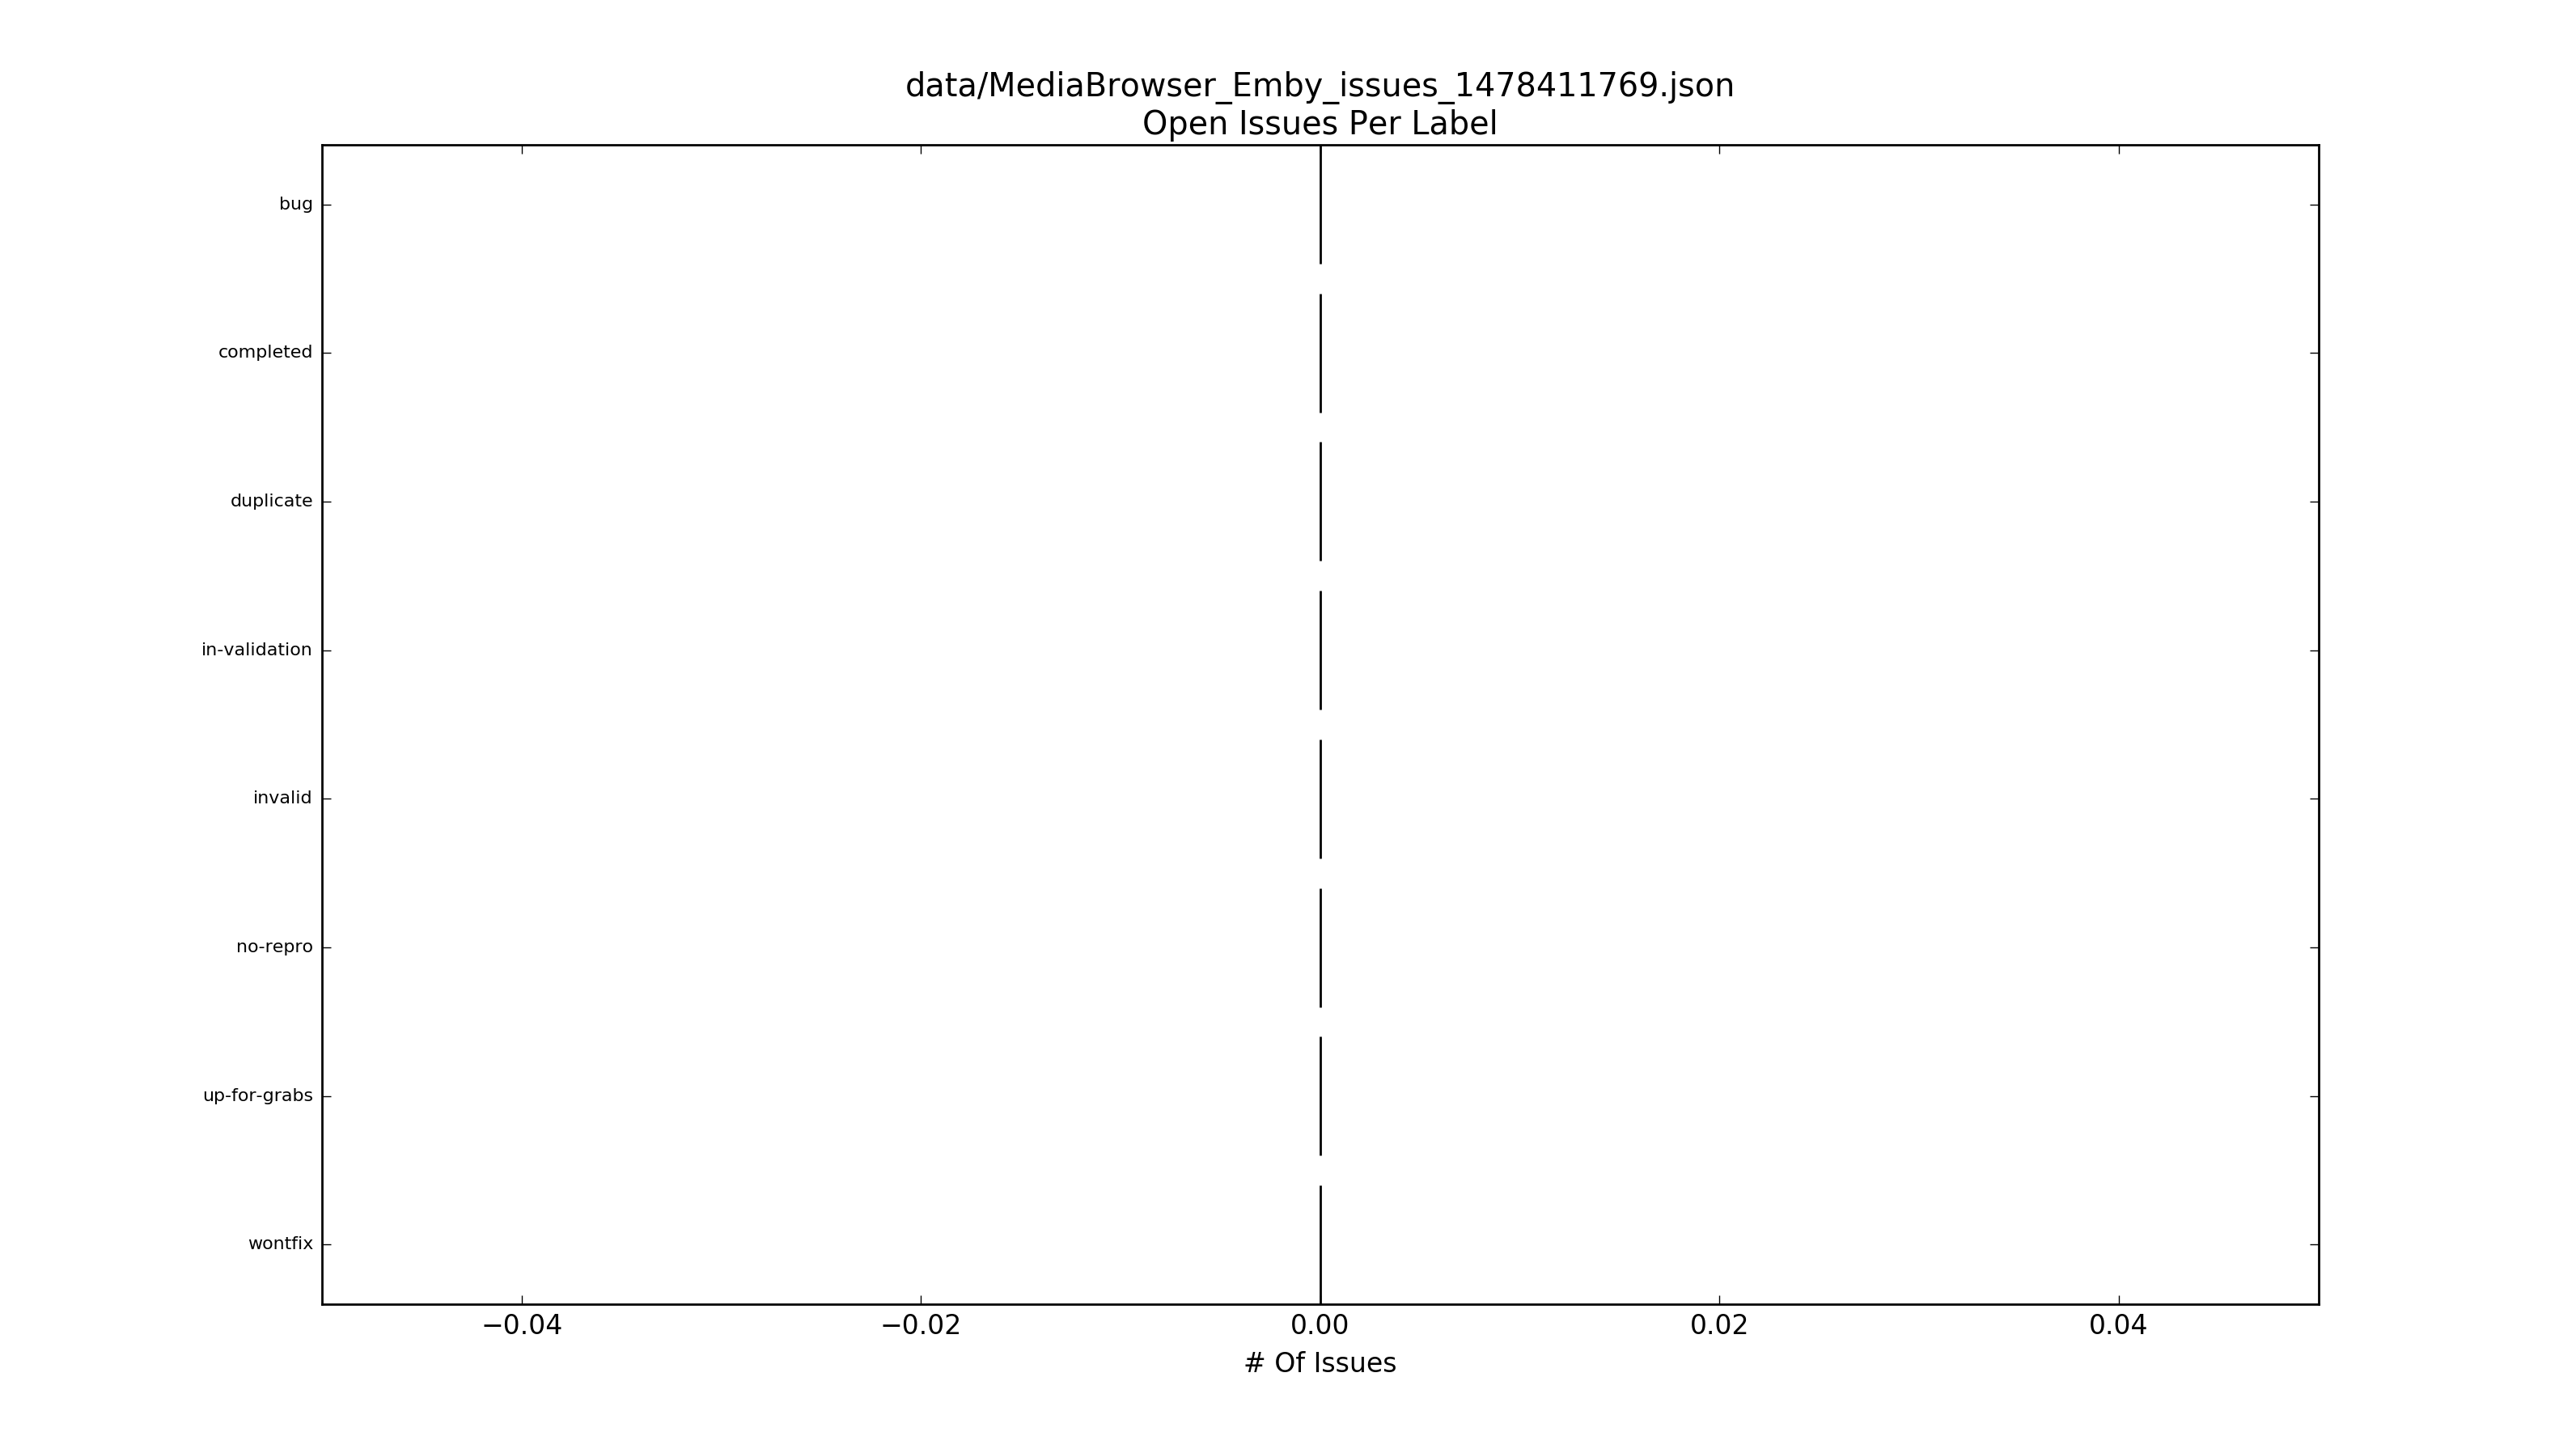 data/MediaBrowser_Emby_issues_1478411769.json
Open Issues Per Label
bug
completed
duplicate
in-validation
invalid
no-repro
up-for-grabs
wontfix
−0.04 −0.02 0.00 0.02 0.04
# Of Issues